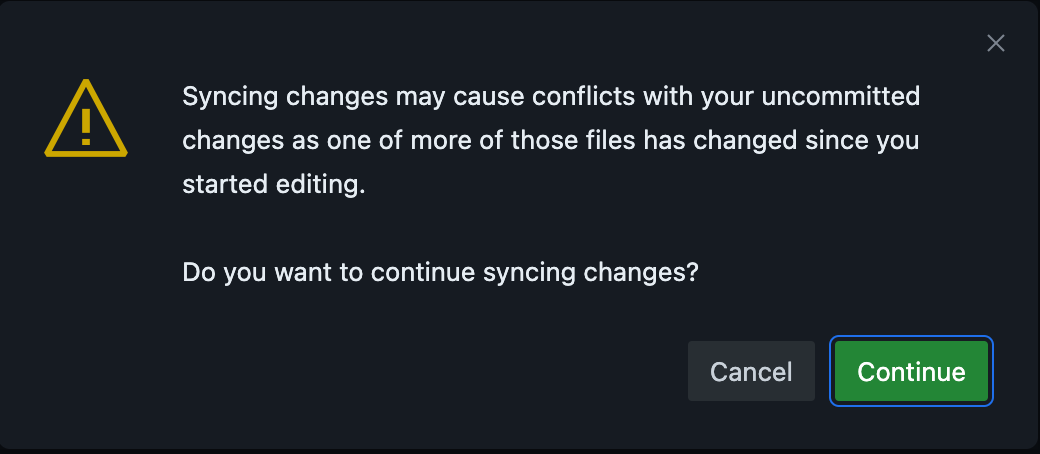 Syncing changes may cause conflicts with your uncommitted
changes as one of more of those files has changed since you
started editing.
Do you want to continue syncing changes?
Cancel
Continue